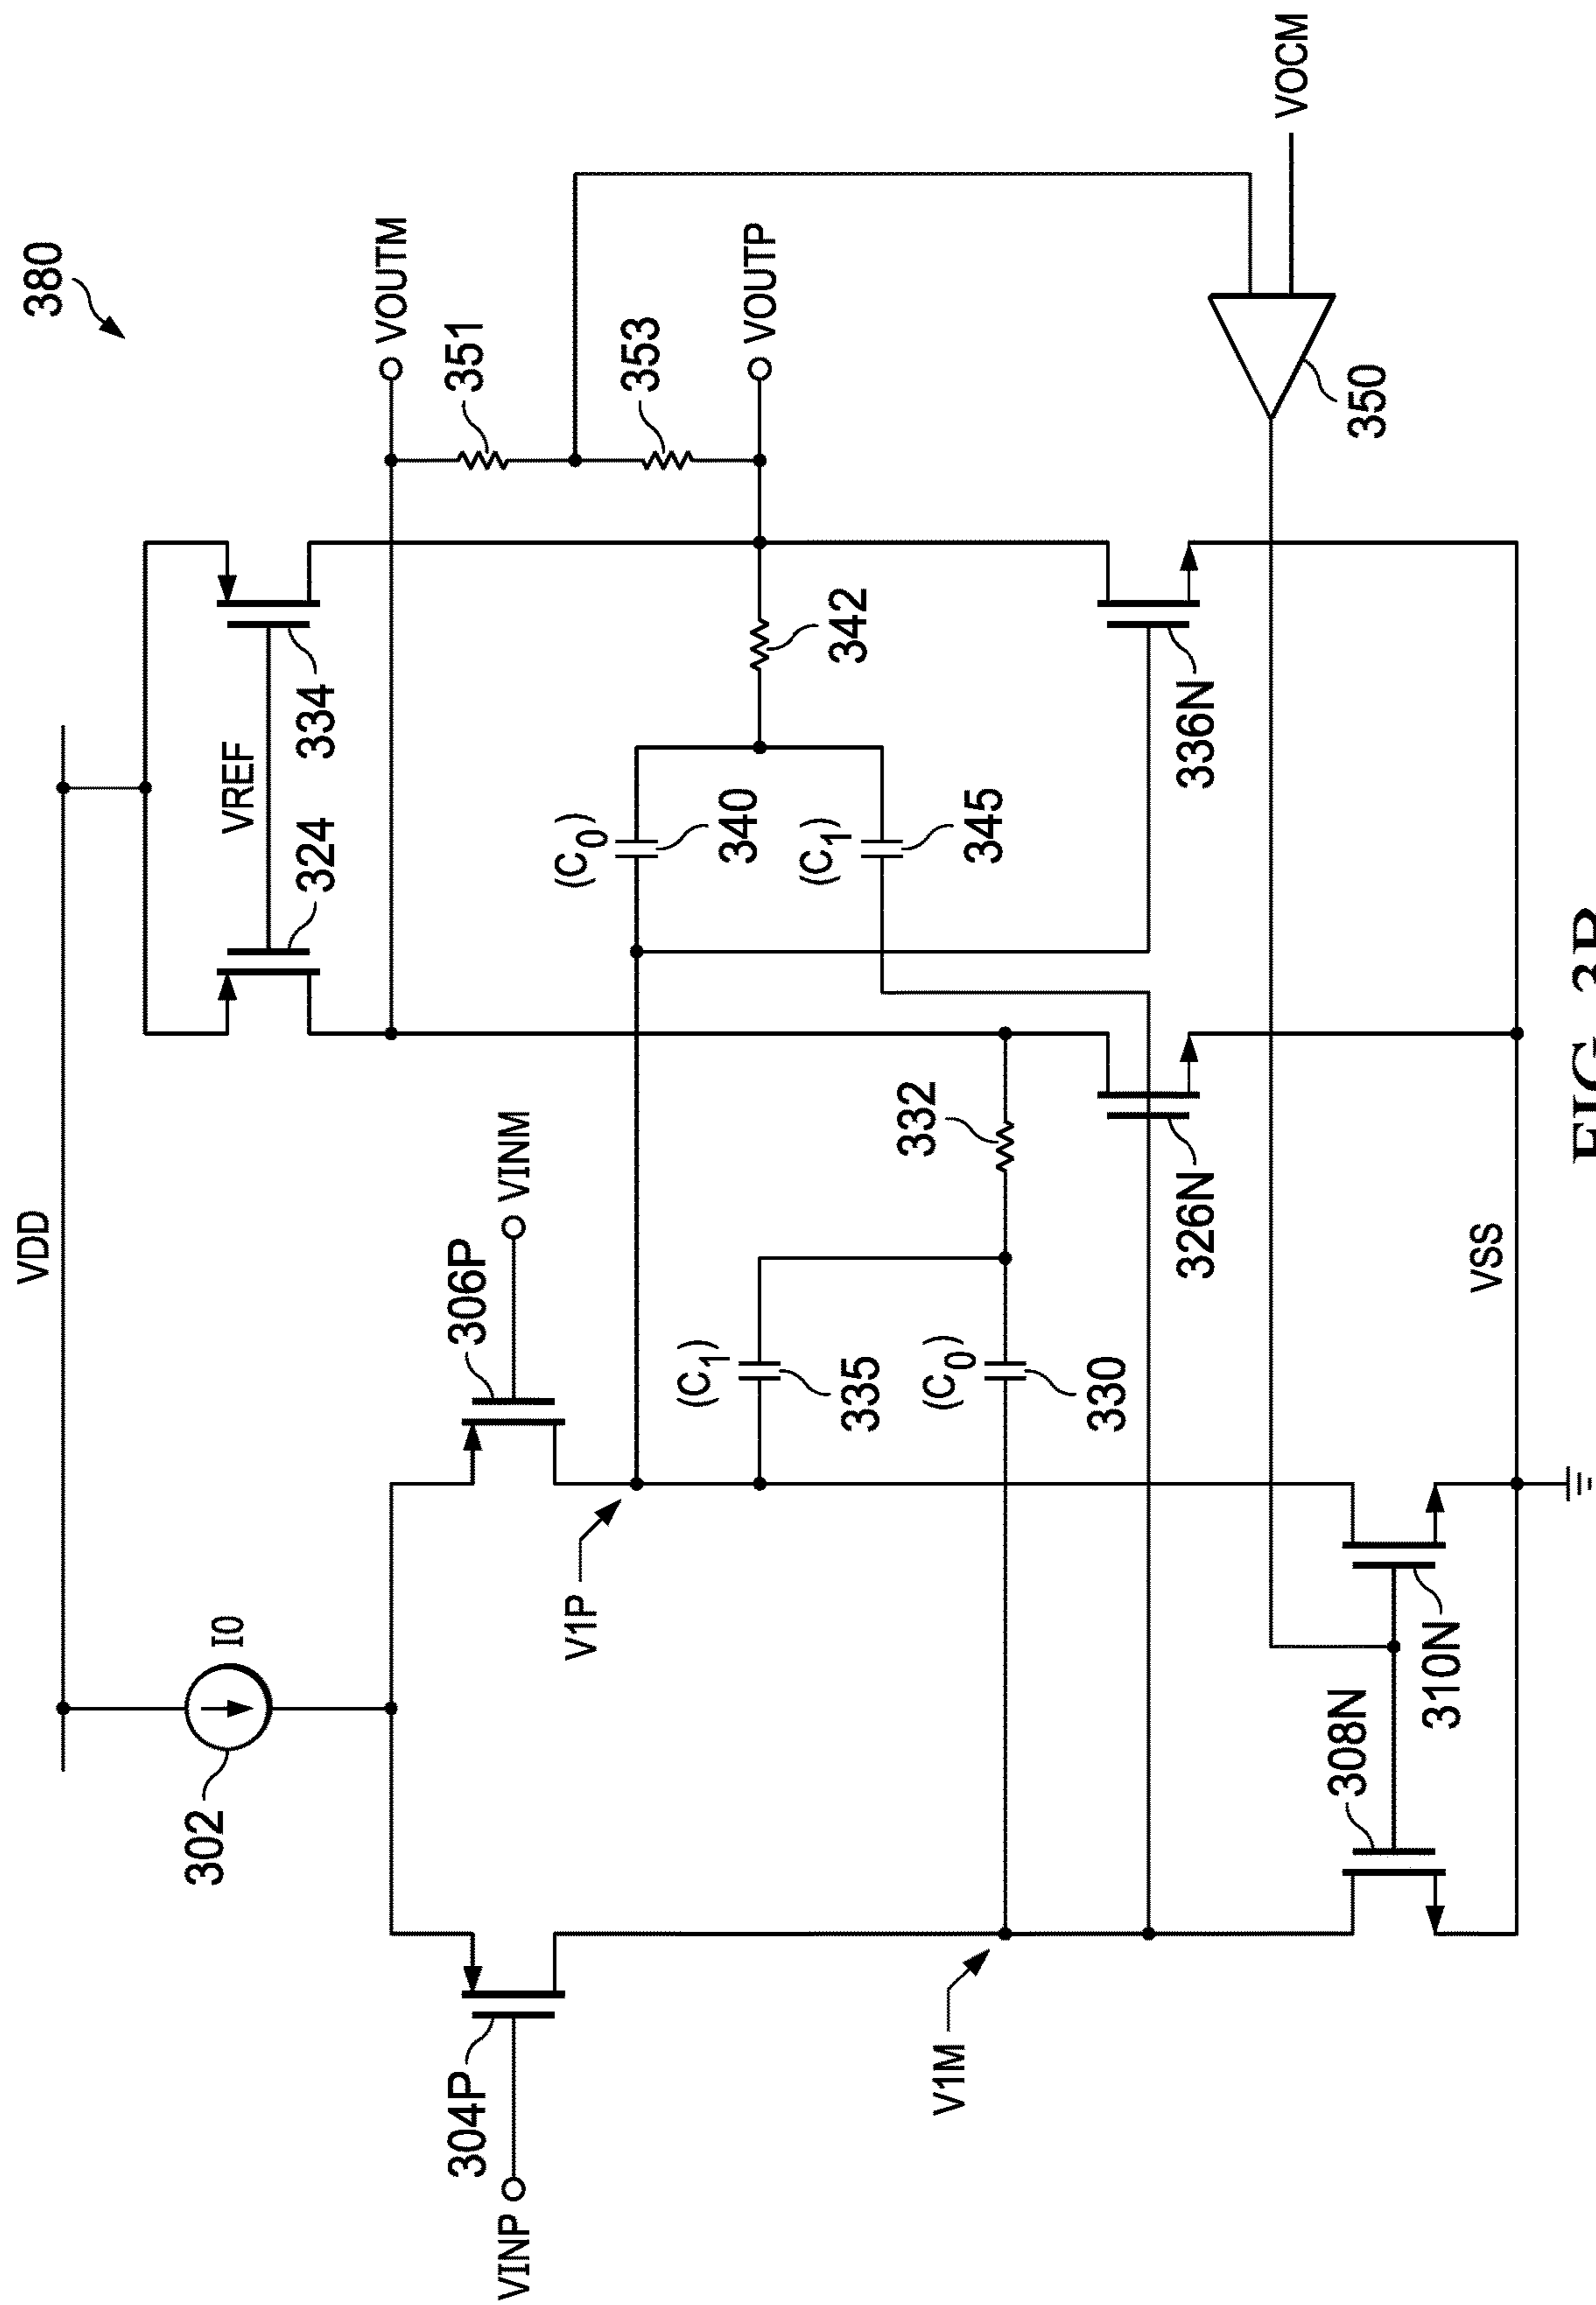 380
VDD
302
I0
VREF
324
334
VOUTM
351
353
VOUTP
304P
VINP
306P
VINM
V1P
(C0)
340
(C1)
345
342
(C1)
335
(C0)
330
332
V1M
326N
336N
VOCM
350
308N
310N
VSS